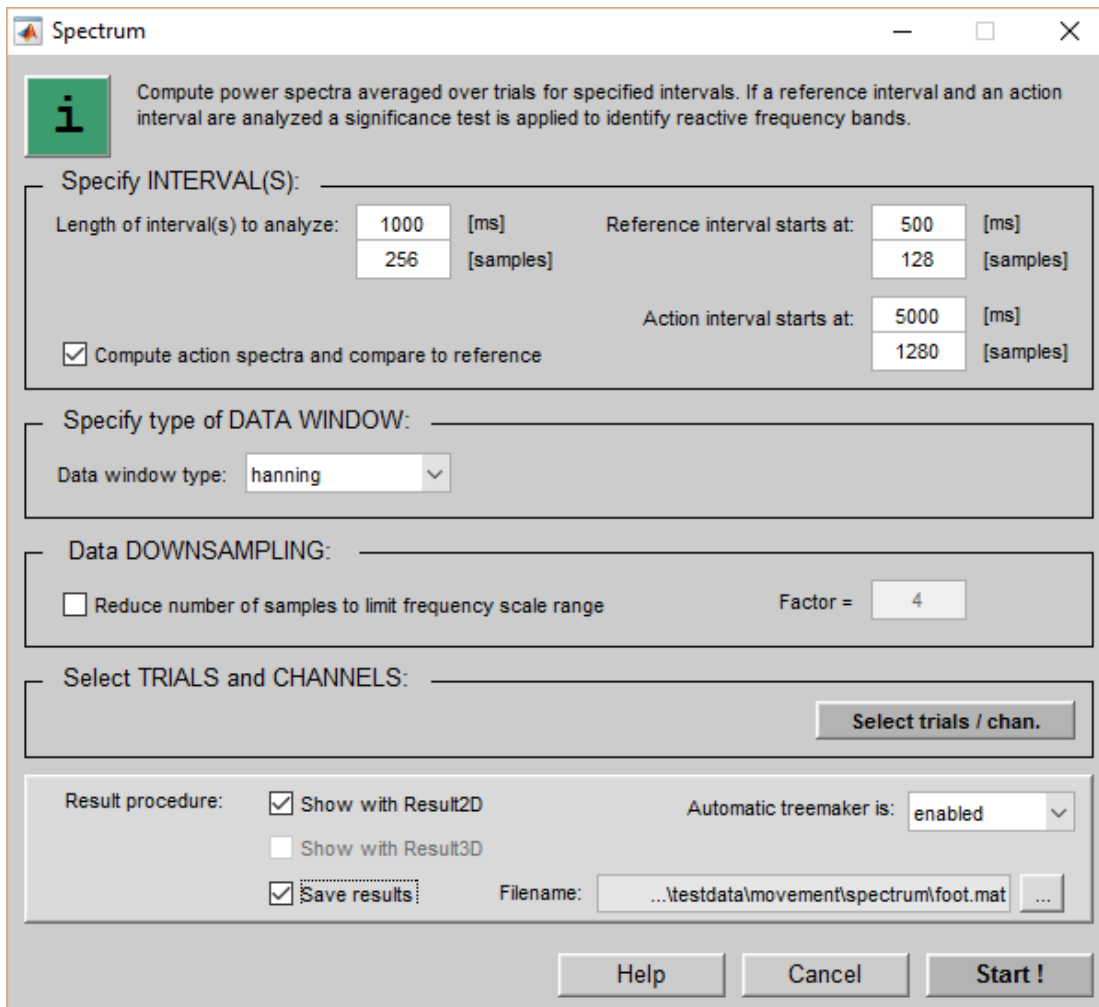 Spectrum
i
Compute power spectra averaged over trials for specified intervals. If a reference interval and an action
interval are analyzed a significance test is applied to identify reactive frequency bands.
Specify INTERVAL(S):
Length of interval(s) to analyze: 1000 [ms] Reference interval starts at: 500 [ms]
256 [samples] 128 [samples]
Action interval starts at: 5000 [ms]
Compute action spectra and compare to reference 1280 [samples]
Specify type of DATA WINDOW:
Data window type: hanning
Data DOWNSAMPLING:
Reduce number of samples to limit frequency scale range Factor = 4
Select TRIALS and CHANNELS:
Select trials / chan.
Result procedure: Show with Result2D Automatic treemaker is: enabled
Show with Result3D
Save results Filename: ...\testdata\movement\spectrum\foot.mat ...
Help Cancel Start !